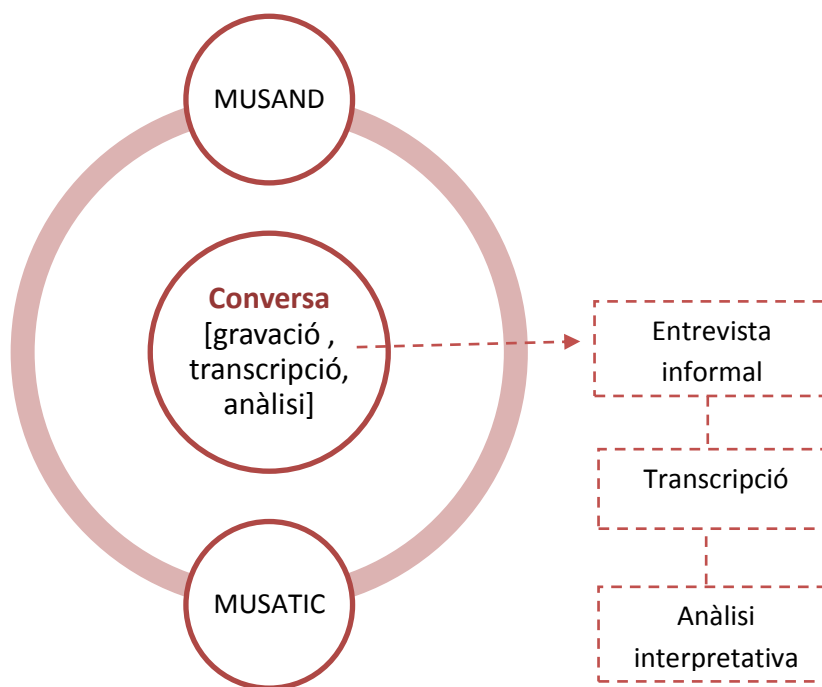 MUSAND
Conversa
[gravació ,
transcripció,
anàlisi]
MUSATIC
Entrevista
informal
Transcripció
Anàlisi
interpretativa